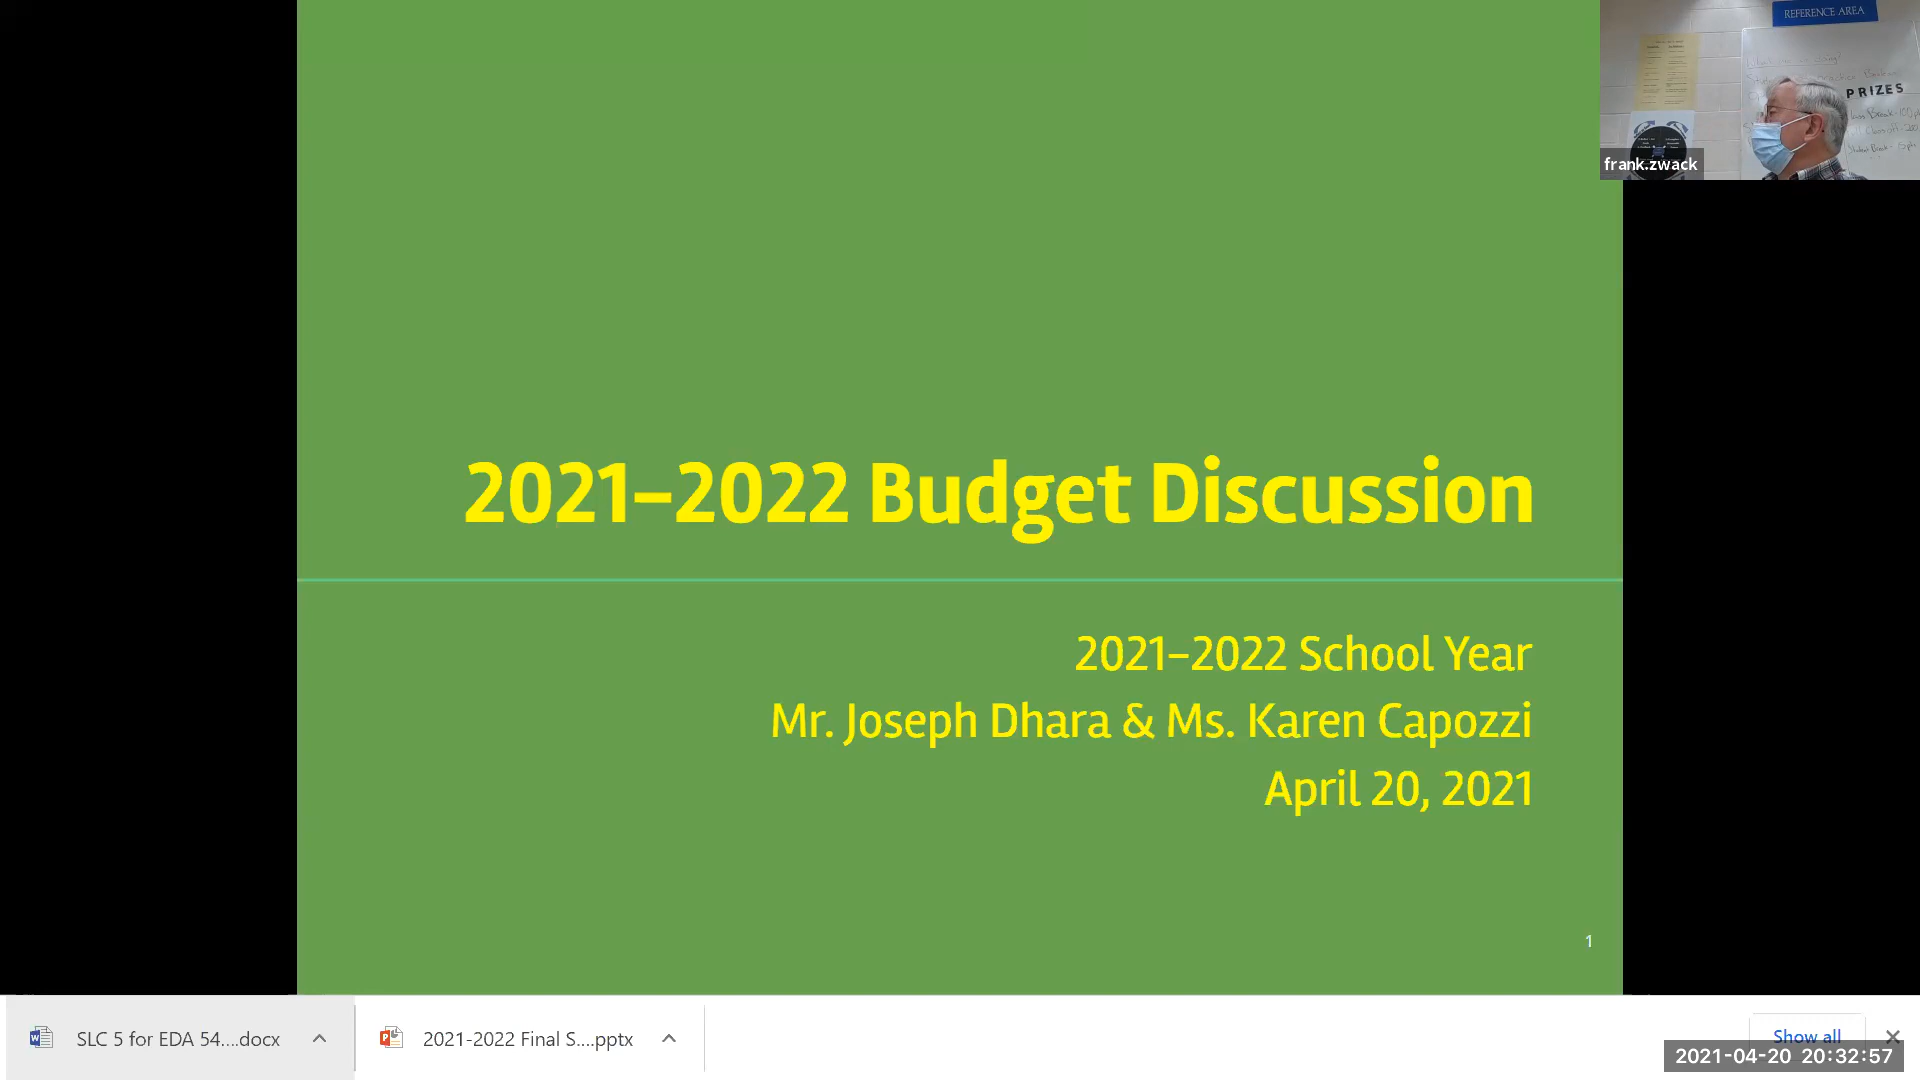 REFERENCE AREA
PRIZES
frank.zwack
2021–2022 Budget Discussion
2021–2022 School Year
Mr. Joseph Dhara & Ms. Karen Capozzi
April 20, 2021
1
SLC 5 for EDA 54....docx
2021-2022 Final S....pptx
Show all
2021-04-20 20:32:57